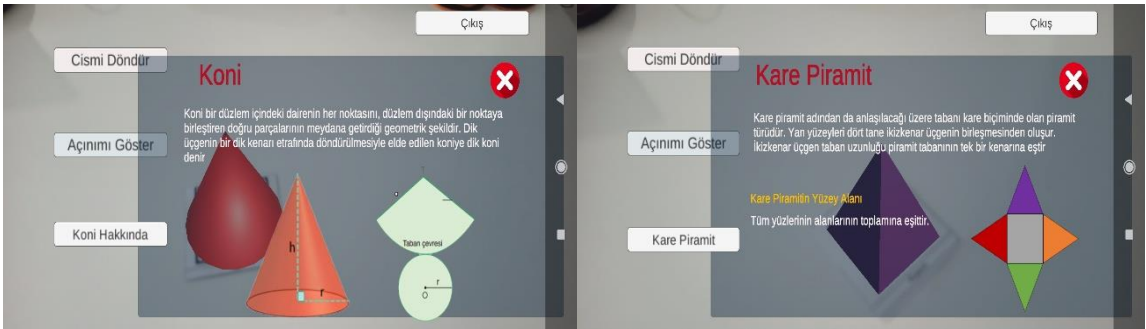 Çıkış
Cismi Döndür
Koni
Koni bir düzlem içindeki dairenin her noktasını, düzlem dışındaki bir noktaya
birleştiren doğru parçalarının meydana getirdiği geometrik şekildir. Dik
üçgenin bir dik kenarı etrafında döndürülmesiyle elde edilen koniye dik koni
denir
Açınımı Göster
Koni Hakkında
h
r
Taban çevresi
r
O
Çıkış
Cismi Döndür
Kare Piramit
Kare piramit adından da anlaşılacağı üzere tabanı kare biçiminde olan piramit
türüdür. Yan yüzeyleri dört tane ikizkenar üçgenin birleşmesinden oluşur.
İkizkenar üçgen taban uzunluğu piramit tabanının tek bir kenarına eştir
Açınımı Göster
Kare Piramitin Yüzey Alanı
Tüm yüzlerinin alanlarının toplamına eşittir.
Kare Piramit